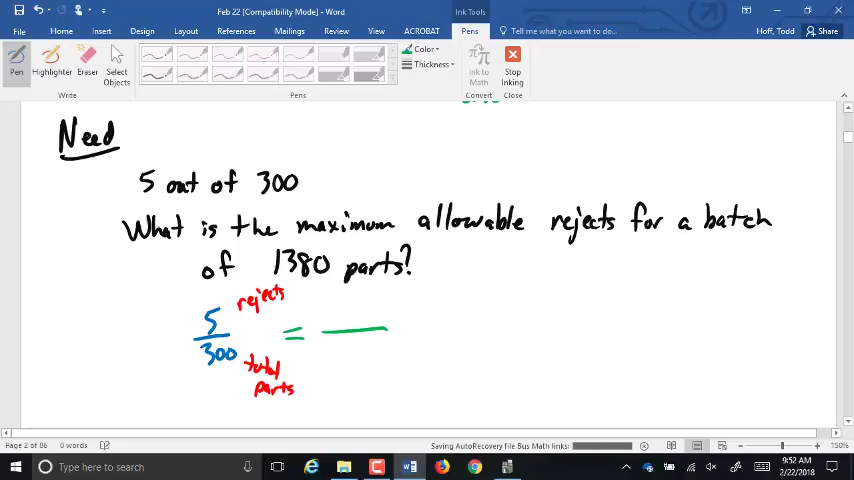 Feb 22 [Compatibility Mode] - Word
Ink Tools
Hoff, Todd
File Home Insert Design Layout References Mailings Review View ACROBAT Pens Tell me what you want to do... Share
Pen Highlighter Eraser Select Objects
Color
Thickness
Ink to Math
Stop Inking
Write Pens Convert Close
Need
5 out of 300
What is the maximum allowable rejects for a batch
of 1380 parts?
rejects
5
=
300
total
parts
Page 2 of 86 0 words Saving AutoRecovery file Bus Math links: 150%
Type here to search
9:52 AM
2/22/2018